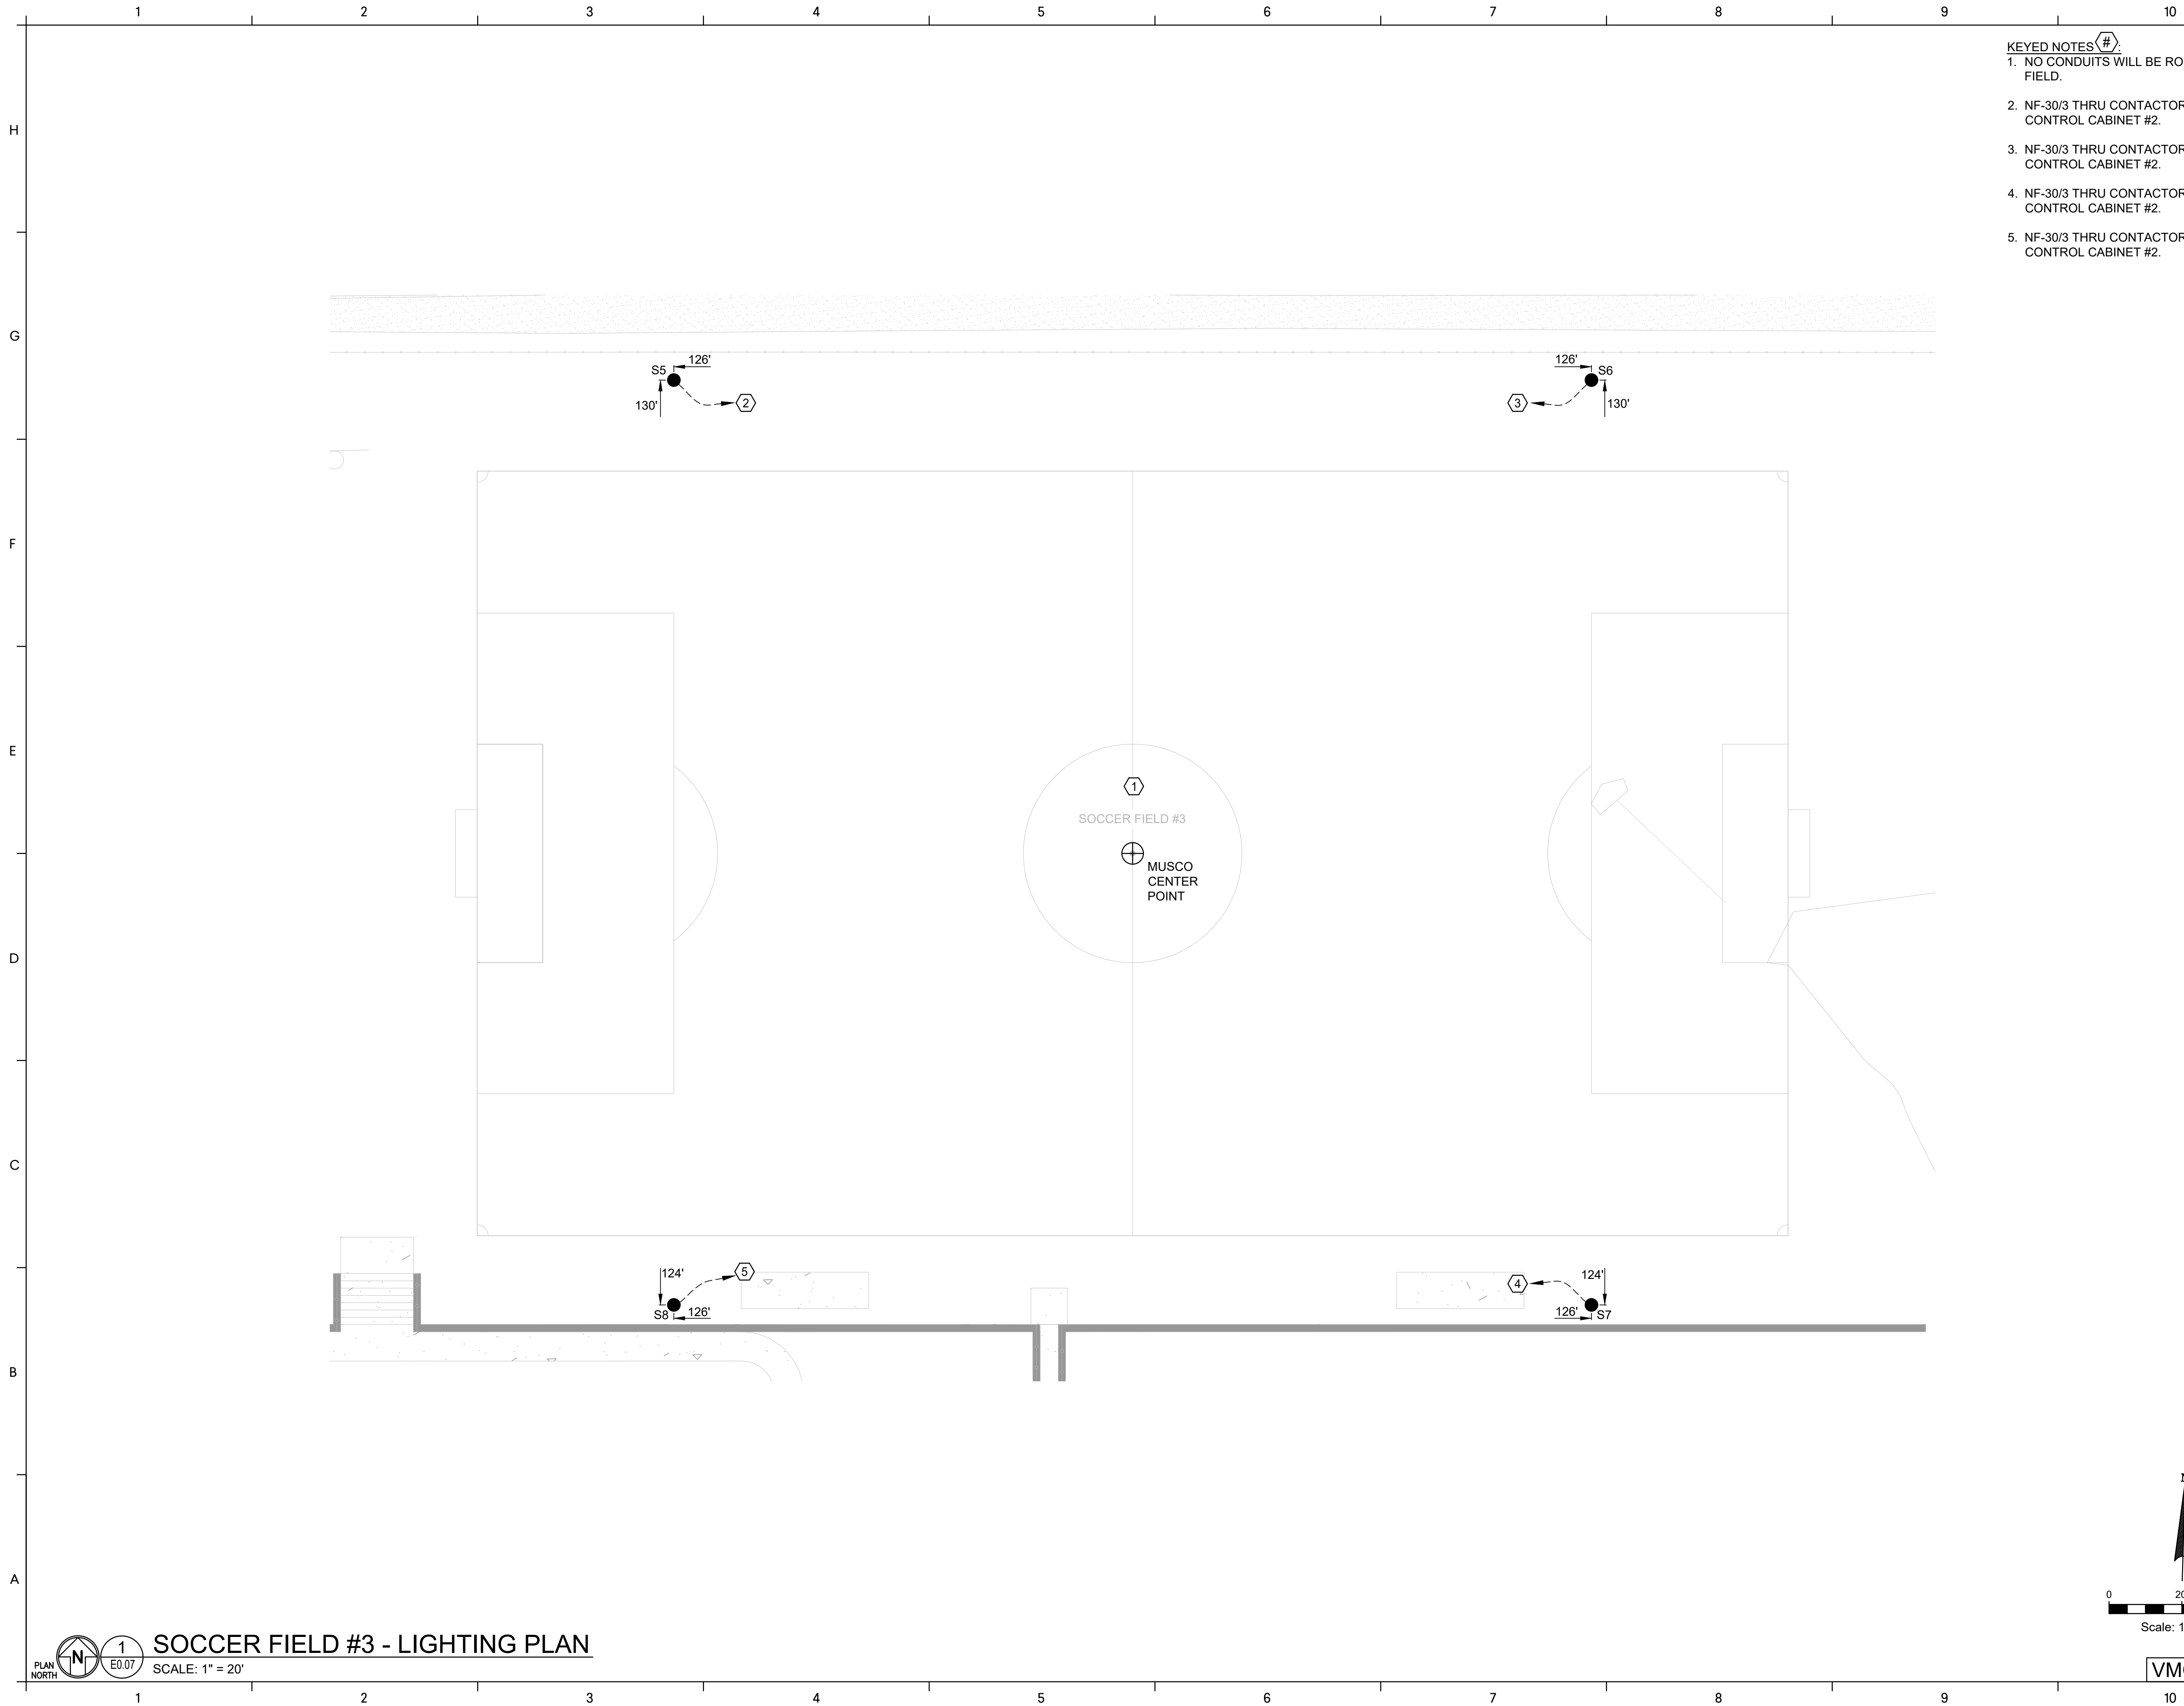 1 2 3 4 5 6 7 8 9 10
KEYED NOTES # :
1. NO CONDUITS WILL BE RO
FIELD.
2. NF-30/3 THRU CONTACTOR
CONTROL CABINET #2.
3. NF-30/3 THRU CONTACTOR
CONTROL CABINET #2.
4. NF-30/3 THRU CONTACTOR
CONTROL CABINET #2.
5. NF-30/3 THRU CONTACTOR
CONTROL CABINET #2.
H
G
F
E
D
C
B
A
S5 126'
130' 2
126' S6
3 130'
1
SOCCER FIELD #3
MUSCO
CENTER
POINT
124' 5
S8 126'
4 124'
126' S7
0 20
Scale: 1
PLAN
NORTH
N
1
E0.07
SOCCER FIELD #3 - LIGHTING PLAN
SCALE: 1" = 20'
1 2 3 4 5 6 7 8 9 10